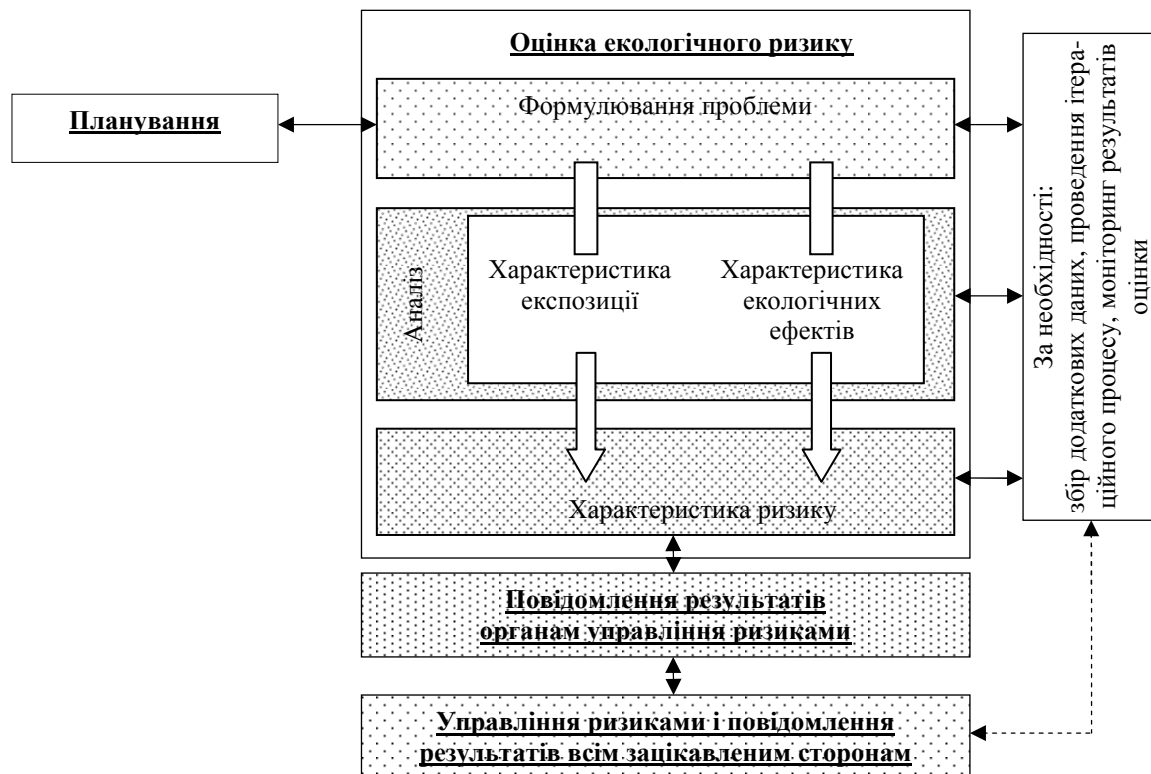 Оцінка екологічного ризику
Формулювання проблеми
Планування
Аналіз
Характеристика
експозиції
Характеристика
екологічних
ефектів
Характеристика ризику
За необхідності:
збір додаткових даних, проведення ітера-
ційного процесу, моніторинг результатів
оцінки
Повідомлення результатів
органам управління ризиками
Управління ризиками і повідомлення
результатів всім зацікавленим сторонам